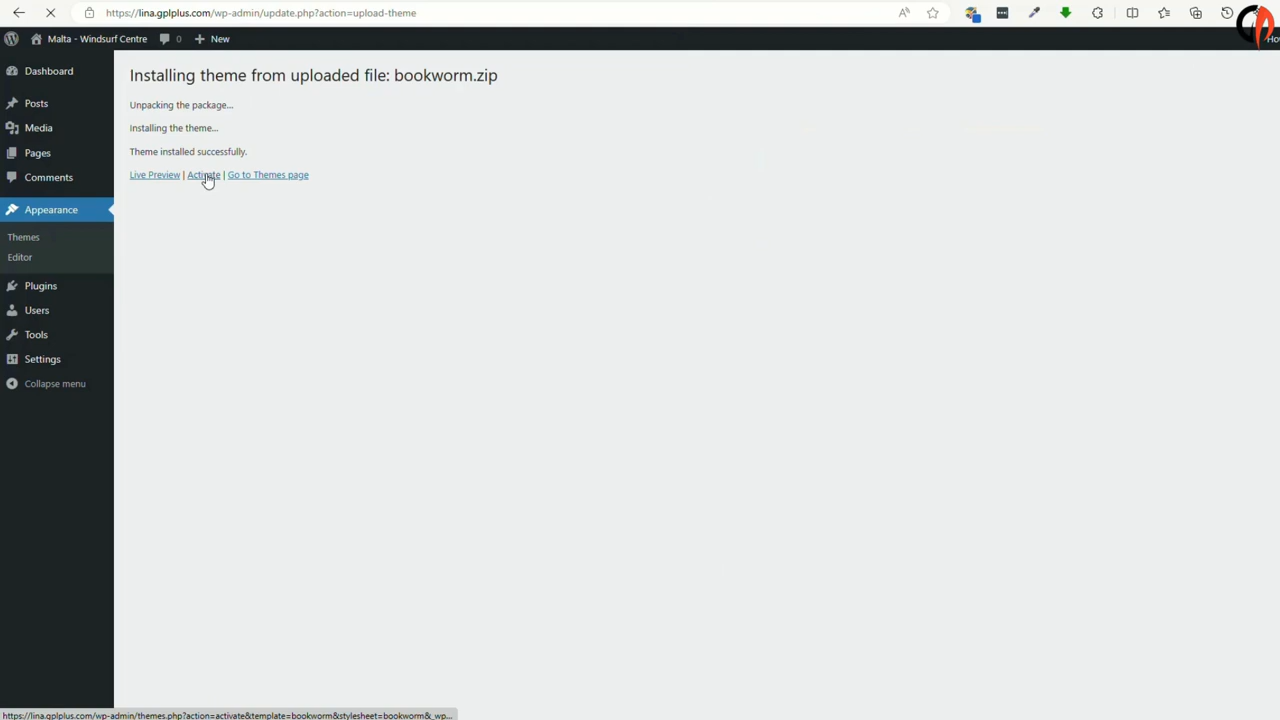 https://lina.gplplus.com/wp-admin/update.php?action=upload-theme
Malta - Windsurf Centre 0 New
Dashboard
Posts
Media
Pages
Comments
Appearance
Themes
Editor
Plugins
Users
Tools
Settings
Collapse menu
Installing theme from uploaded file: bookworm.zip
Unpacking the package…
Installing the theme…
Theme installed successfully.
Live Preview | Activate | Go to Themes page
https://lina.gplplus.com/wp-admin/themes.php?action=activate&template=bookworm&stylesheet=bookworm&_wp...